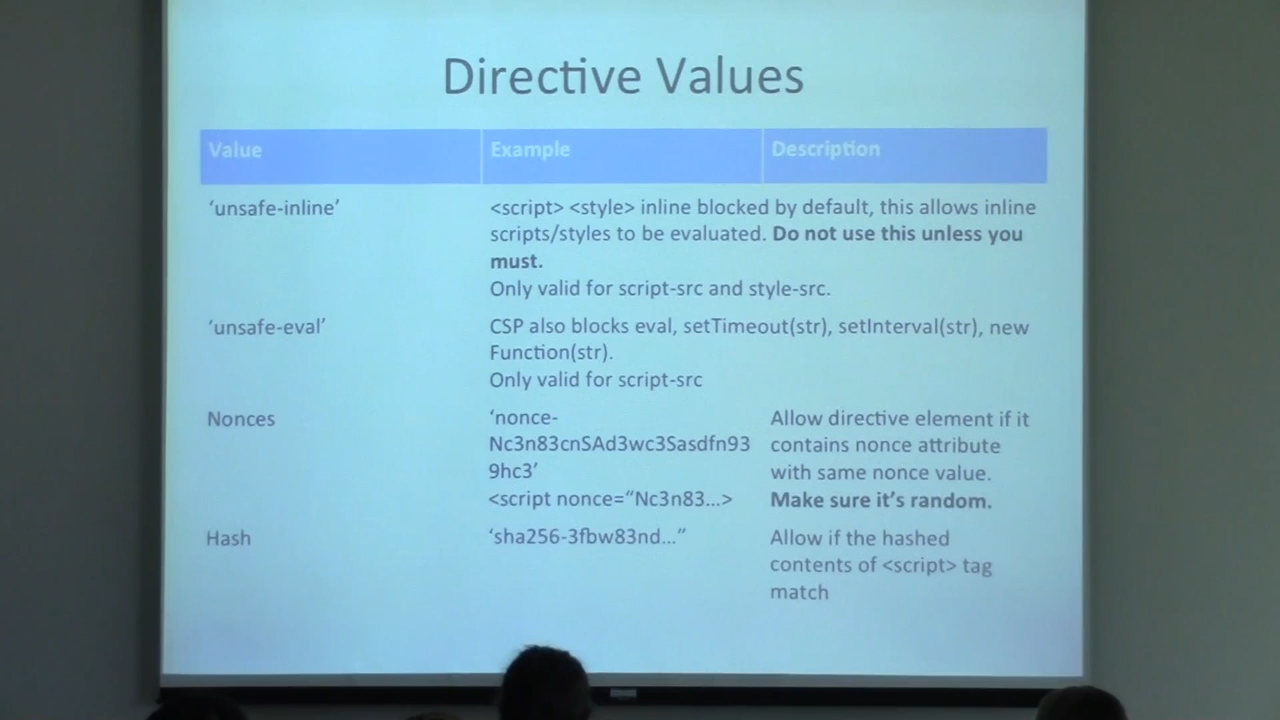 Directive Values
Value Example Description
‘unsafe-inline’ <script> <style> inline blocked by default, this allows inline
scripts/styles to be evaluated. Do not use this unless you
must.
Only valid for script-src and style-src.
‘unsafe-eval’ CSP also blocks eval, setTimeout(str), setInterval(str), new
Function(str).
Only valid for script-src
Nonces ‘nonce- Allow directive element if it
Nc3n83cnSAd3wc3Sasdfn93 contains nonce attribute
9hc3’ with same nonce value.
<script nonce=“Nc3n83…> Make sure it’s random.
Hash ‘sha256-3fbw83nd…” Allow if the hashed
contents of <script> tag
match